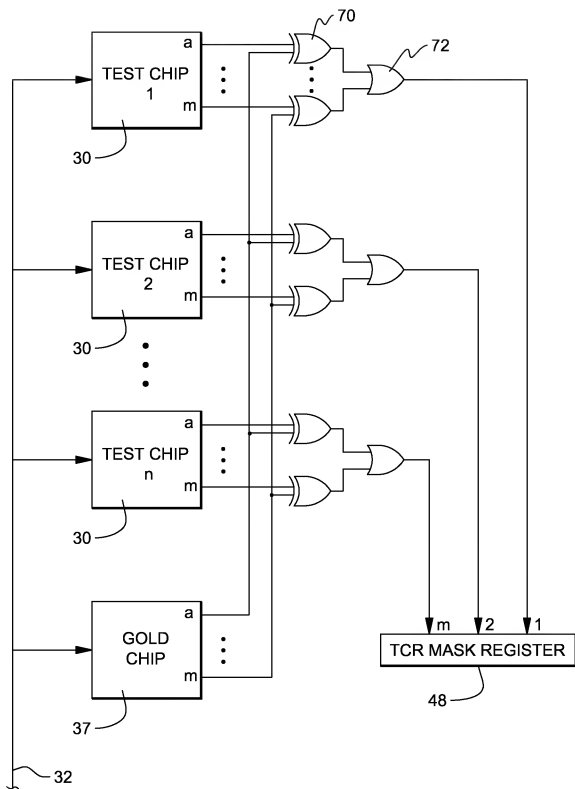 70
72
a
TEST CHIP
1
m
30
a
TEST CHIP
2
m
30
a
TEST CHIP
n
m
30
a
GOLD
CHIP
m
37
m 2 1
TCR MASK REGISTER
48
32